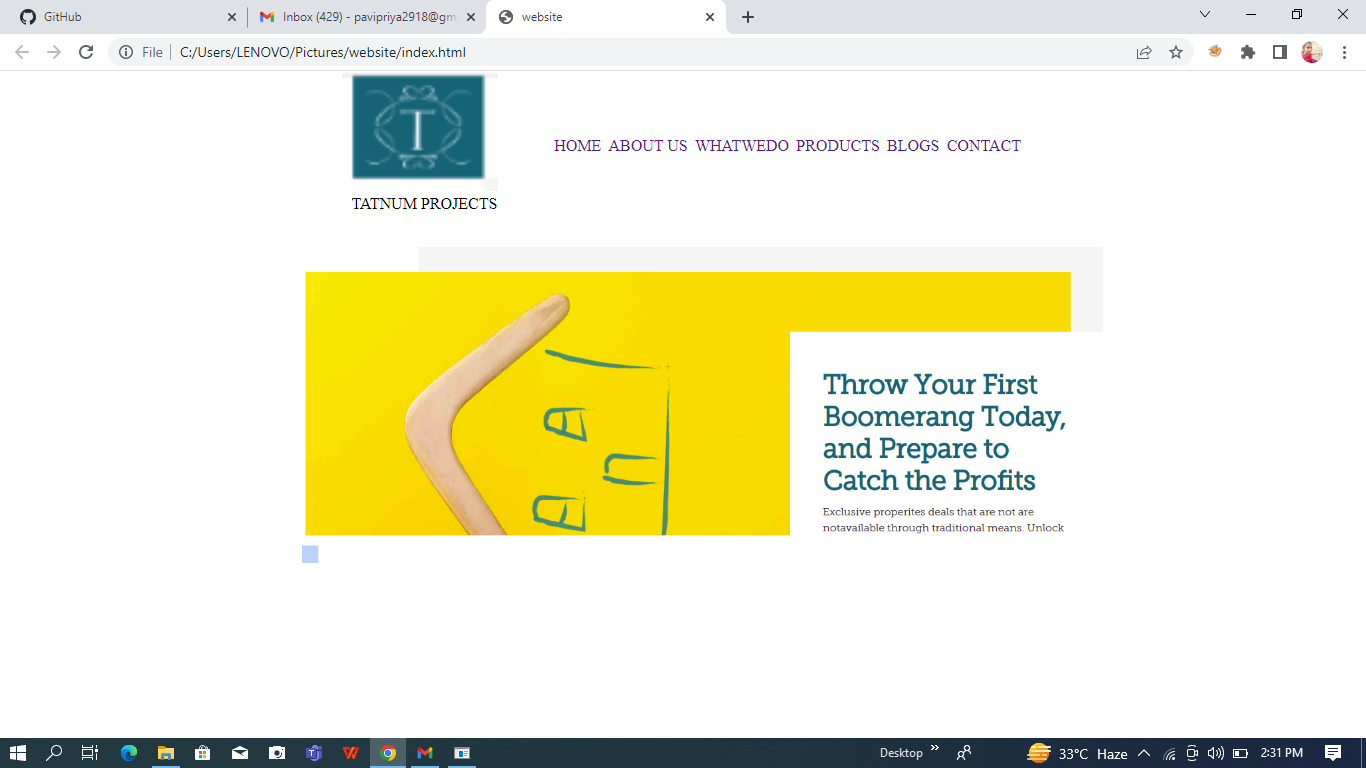 GitHub
Inbox (429) - pavipriya2918@gm
website
File
C:/Users/LENOVO/Pictures/website/index.html
T
HOME ABOUT US WHATWEDO PRODUCTS BLOGS CONTACT
TATNUM PROJECTS
Throw Your First
Boomerang Today,
and Prepare to
Catch the Profits
Exclusive properites deals that are not are
notavailable through traditional means. Unlock
Desktop
33°C Haze
2:31 PM